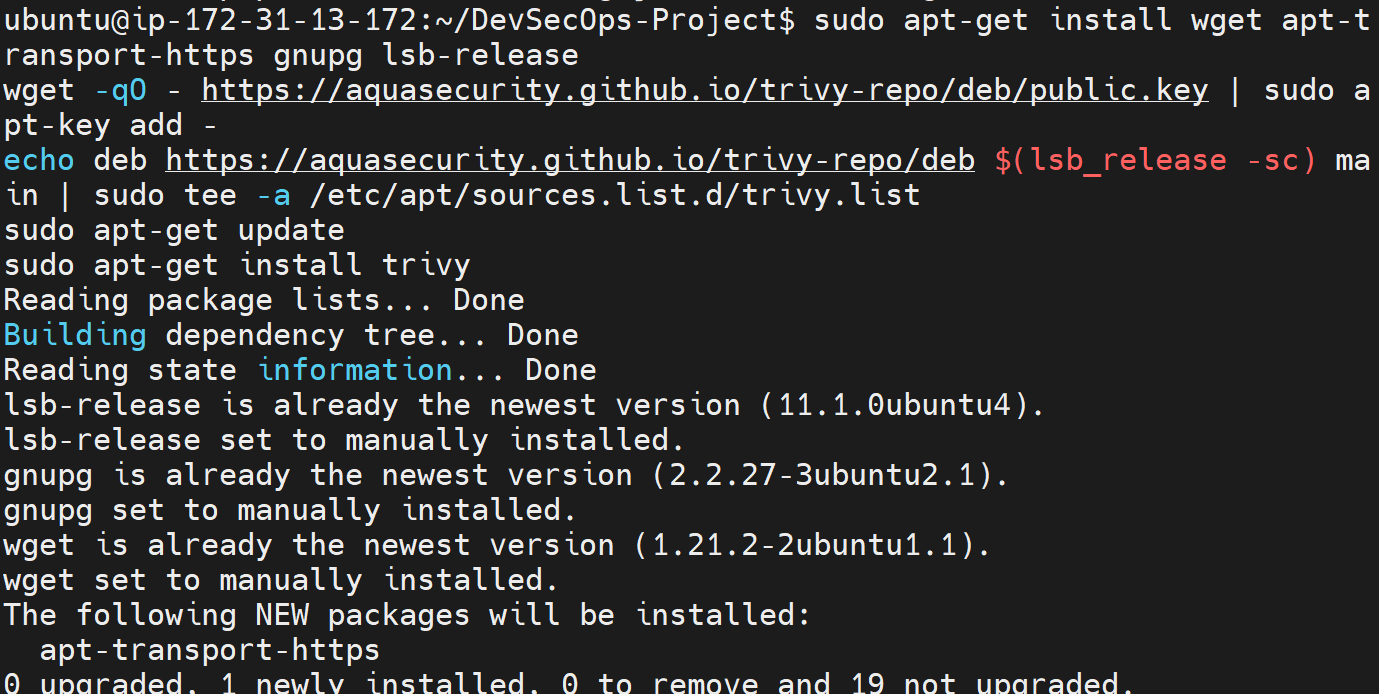 ubuntu@ip-172-31-13-172:~/DevSecOps-Project$ sudo apt-get install wget apt-t
ransport-https gnupg lsb-release
wget -qO - https://aquasecurity.github.io/trivy-repo/deb/public.key | sudo a
pt-key add -
echo deb https://aquasecurity.github.io/trivy-repo/deb $(lsb_release -sc) ma
in | sudo tee -a /etc/apt/sources.list.d/trivy.list
sudo apt-get update
sudo apt-get install trivy
Reading package lists... Done
Building dependency tree... Done
Reading state information... Done
lsb-release is already the newest version (11.1.0ubuntu4).
lsb-release set to manually installed.
gnupg is already the newest version (2.2.27-3ubuntu2.1).
gnupg set to manually installed.
wget is already the newest version (1.21.2-2ubuntu1.1).
wget set to manually installed.
The following NEW packages will be installed:
  apt-transport-https
0 upgraded, 1 newly installed, 0 to remove and 19 not upgraded.